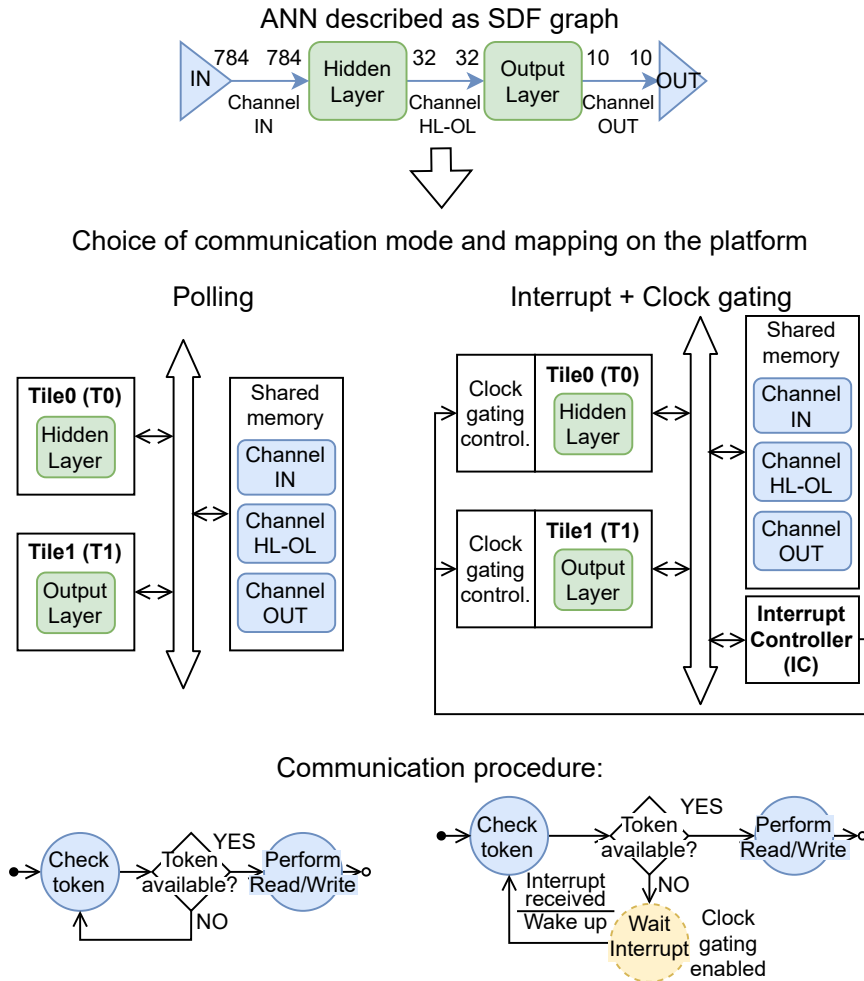 ANN described as SDF graph
IN
784
784
Channel
IN
Hidden
Layer
32
32
Channel
HL-OL
Output
Layer
10
10
Channel
OUT
OUT
Choice of communication mode and mapping on the platform
Polling
Tile0 (T0)
Hidden
Layer
Tile1 (T1)
Output
Layer
Shared
memory
Channel
IN
Channel
HL-OL
Channel
OUT
Interrupt + Clock gating
Clock
gating
control.
Tile0 (T0)
Hidden
Layer
Clock
gating
control.
Tile1 (T1)
Output
Layer
Shared
memory
Channel
IN
Channel
HL-OL
Channel
OUT
Interrupt
Controller
(IC)
Communication procedure:
Check
token
Token
available?
YES
NO
Perform
Read/Write
Check
token
Token
available?
YES
NO
Perform
Read/Write
Interrupt
received
Wake up
Wait
Interrupt
Clock
gating
enabled